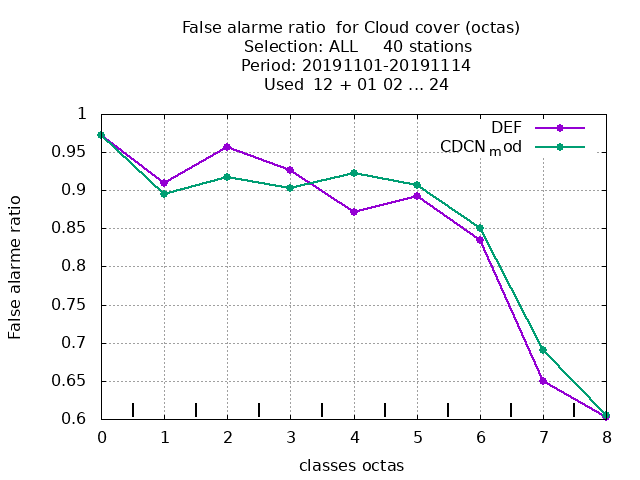 False alarme ratio  for Cloud cover (octas)
Selection: ALL     40 stations
Period: 20191101-20191114
Used  12 + 01 02 ... 24
1
0.95
0.9
0.85
0.8
0.75
0.7
0.65
0.6
False alarme ratio
DEF
CDCNmod
0 1 2 3 4 5 6 7 8
classes octas